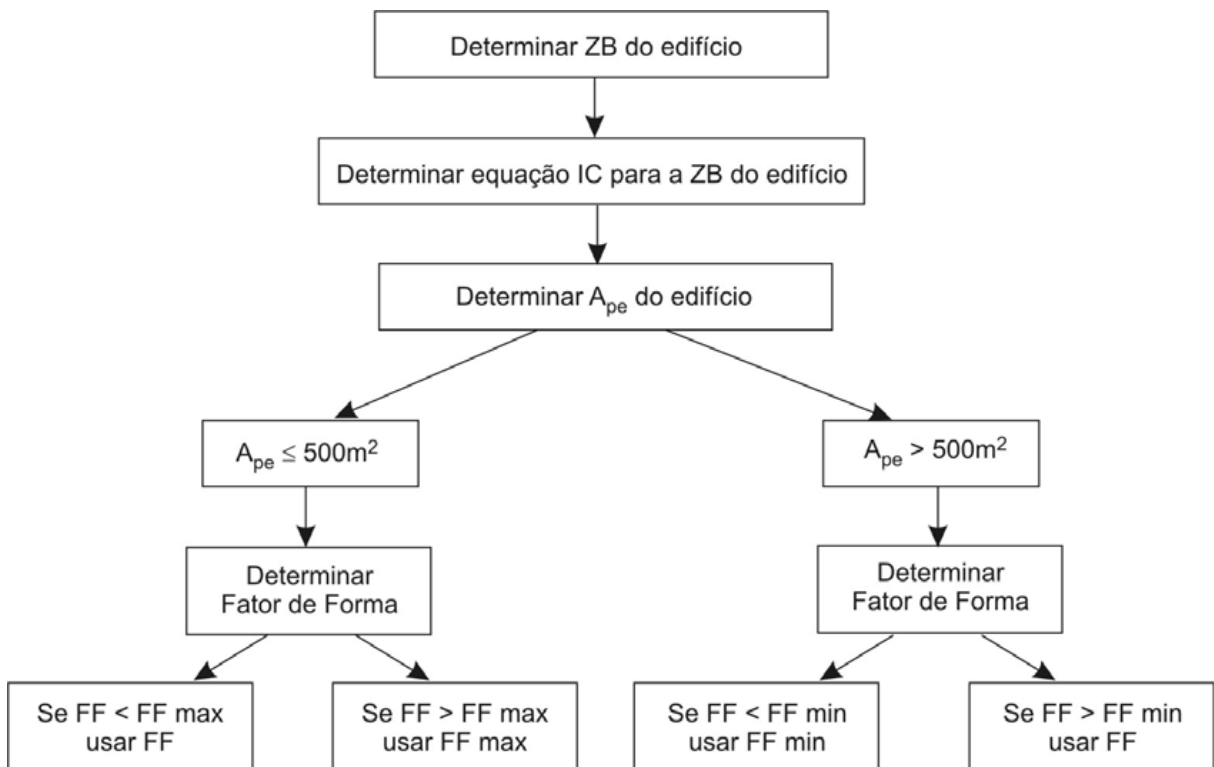 Determinar ZB do edifício
Determinar equação IC para a ZB do edifício
Determinar Ape do edifício
Ape ≤ 500m²
Ape > 500m²
Determinar
Fator de Forma
Determinar
Fator de Forma
Se FF < FF max
usar FF
Se FF > FF max
usar FF max
Se FF < FF min
usar FF min
Se FF > FF min
usar FF